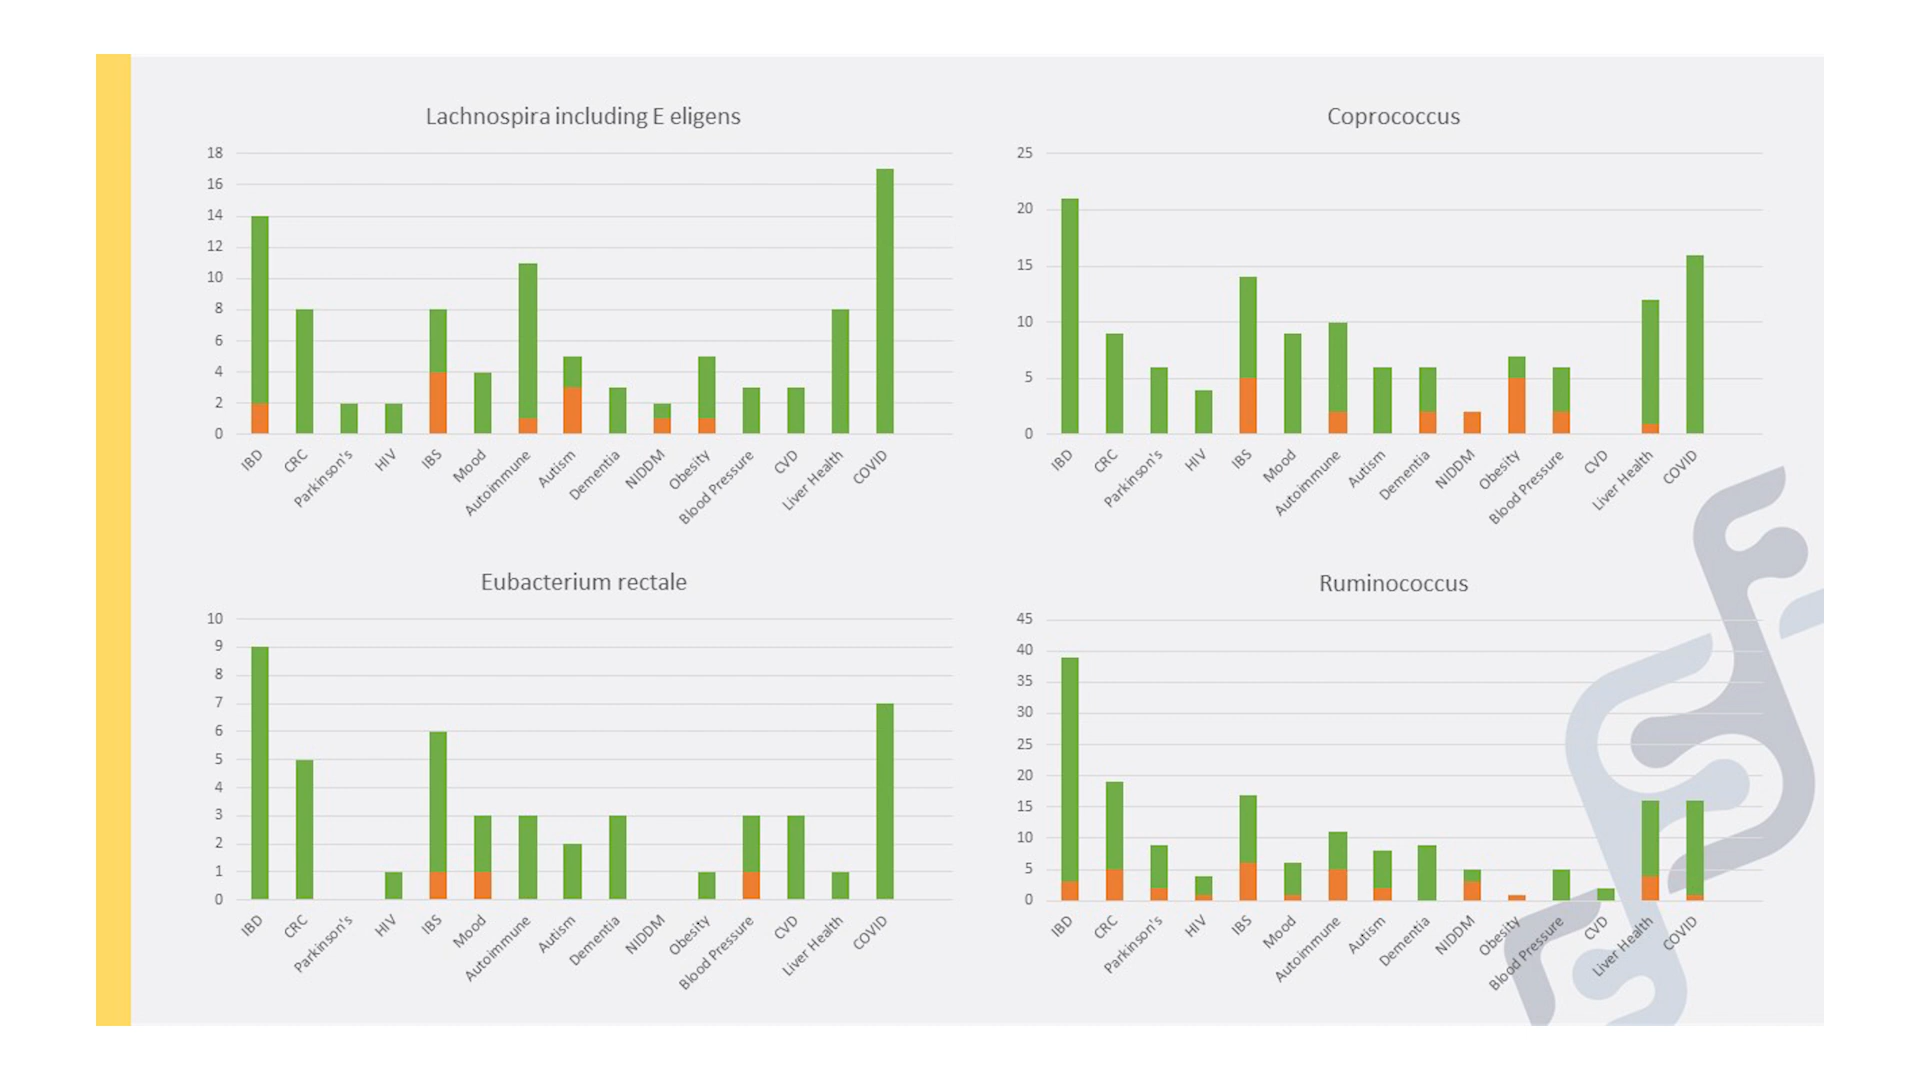 Lachnospira including E eligens
18
16
14
12
10
8
6
4
2
0
IBD
CRC
Parkinson's
HIV
IBS
Mood
Autoimmune
Autism
Dementia
NIDDM
Obesity
Blood Pressure
CVD
Liver Health
COVID
Coprococcus
25
20
15
10
5
0
IBD
CRC
Parkinson's
HIV
IBS
Mood
Autoimmune
Autism
Dementia
NIDDM
Obesity
Blood Pressure
CVD
Liver Health
COVID
Eubacterium rectale
10
9
8
7
6
5
4
3
2
1
0
IBD
CRC
Parkinson's
HIV
IBS
Mood
Autoimmune
Autism
Dementia
NIDDM
Obesity
Blood Pressure
CVD
Liver Health
COVID
Ruminococcus
45
40
35
30
25
20
15
10
5
0
IBD
CRC
Parkinson's
HIV
IBS
Mood
Autoimmune
Autism
Dementia
NIDDM
Obesity
Blood Pressure
CVD
Liver Health
COVID